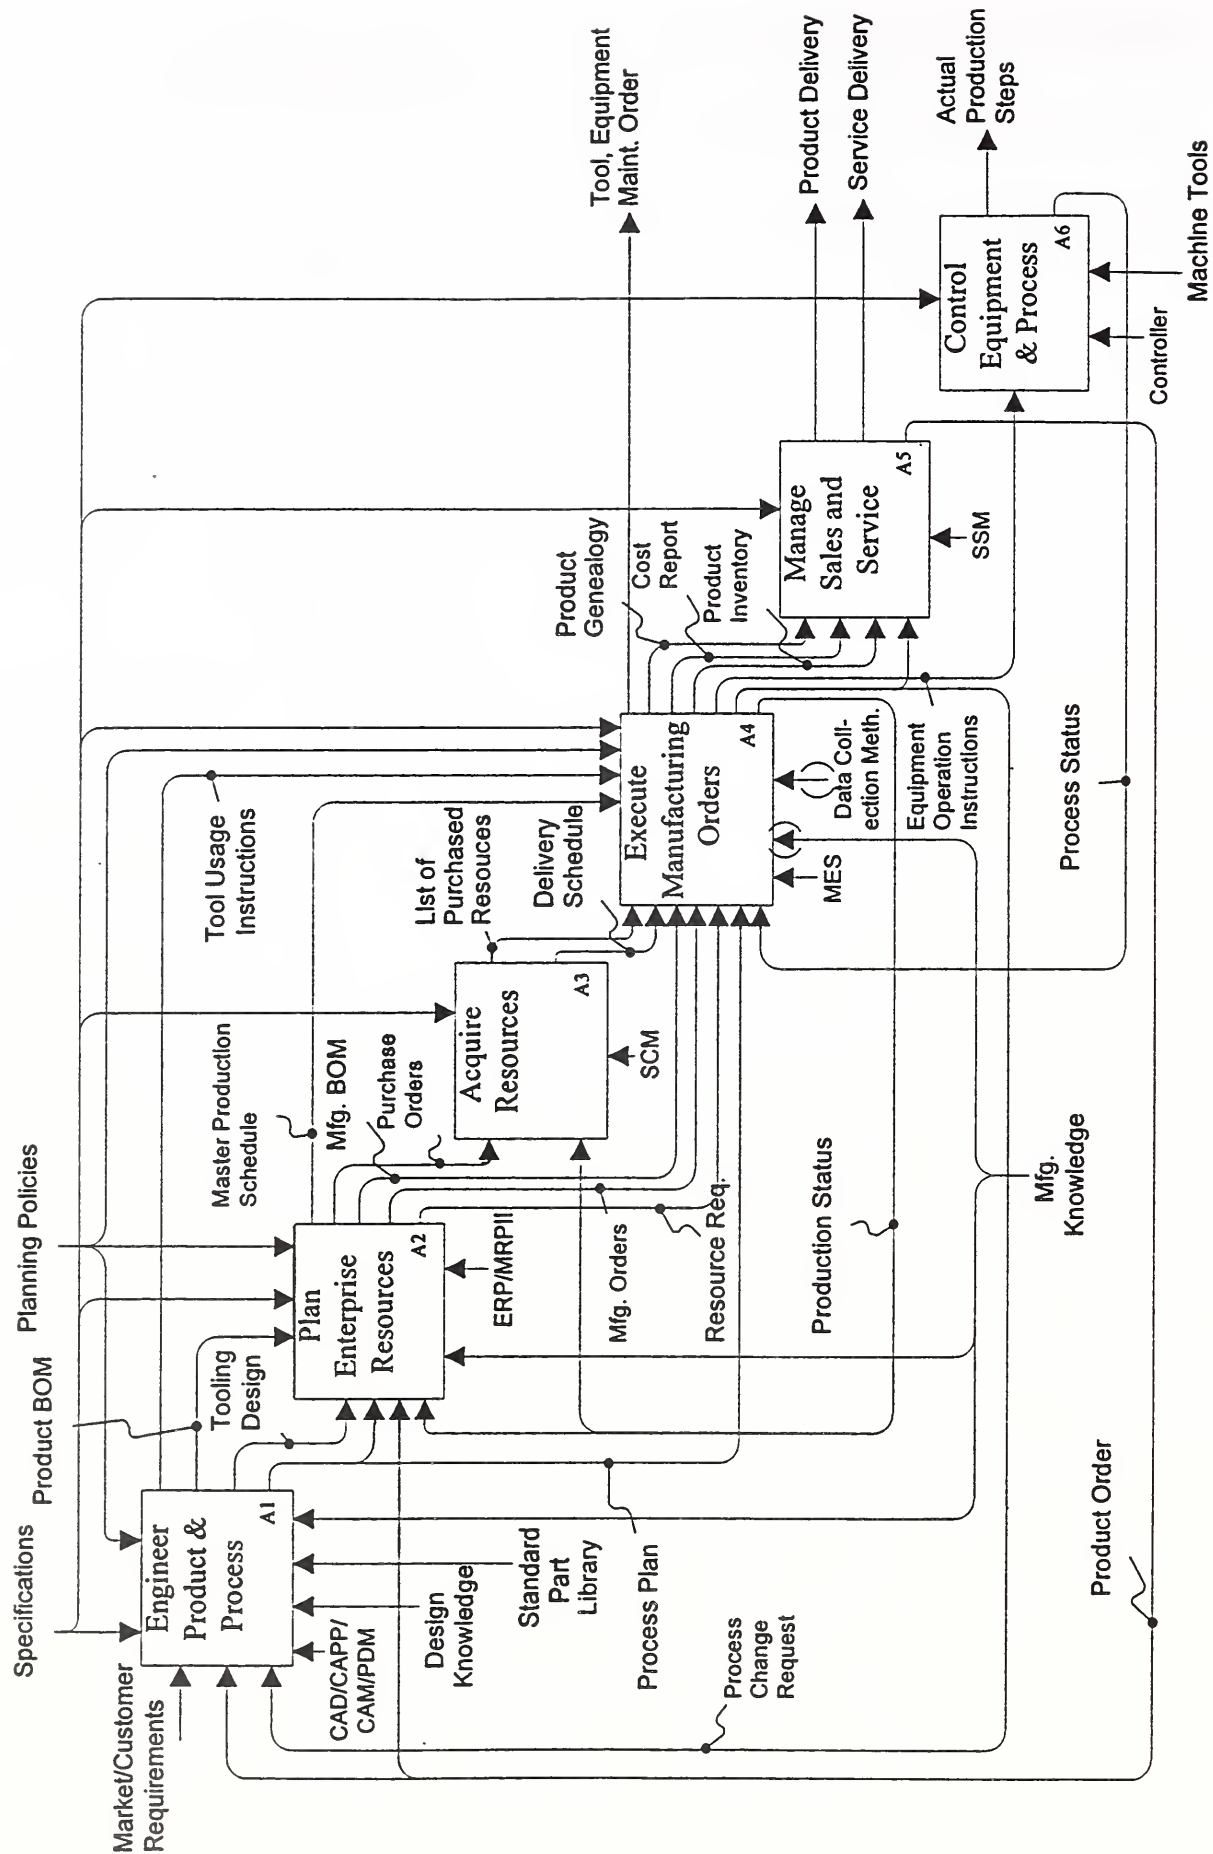 Specifications
Planning Policies
Product BOM
Market/Customer
Requirements
Engineer
Product &
Process
A1
CAD/CAPP/
CAM/PDM
Design
Knowledge
Standard
Part
Library
Tooling
Design
Process Plan
Process
Change
Request
Plan
Enterprise
Resources
A2
ERP/MRPII
Master Production
Schedule
Mfg. BOM
Purchase
Orders
Mfg. Orders
Resource Req.
Tool Usage
Instructions
Acquire
Resources
A3
SCM
List of
Purchased
Resouces
Delivery
Schedule
Execute
Manufacturing
Orders
A4
MES
Data Coll-
ection Meth.
Equipment
Operation
Instructions
Product
Genealogy
Cost
Report
Product
Inventory
Manage
Sales and
Service
A5
SSM
Control
Equipment
& Process
A6
Controller
Machine Tools
Tool, Equipment
Maint. Order
Product Delivery
Service Delivery
Actual
Production
Steps
Production Status
Mfg.
Knowledge
Process Status
Product Order